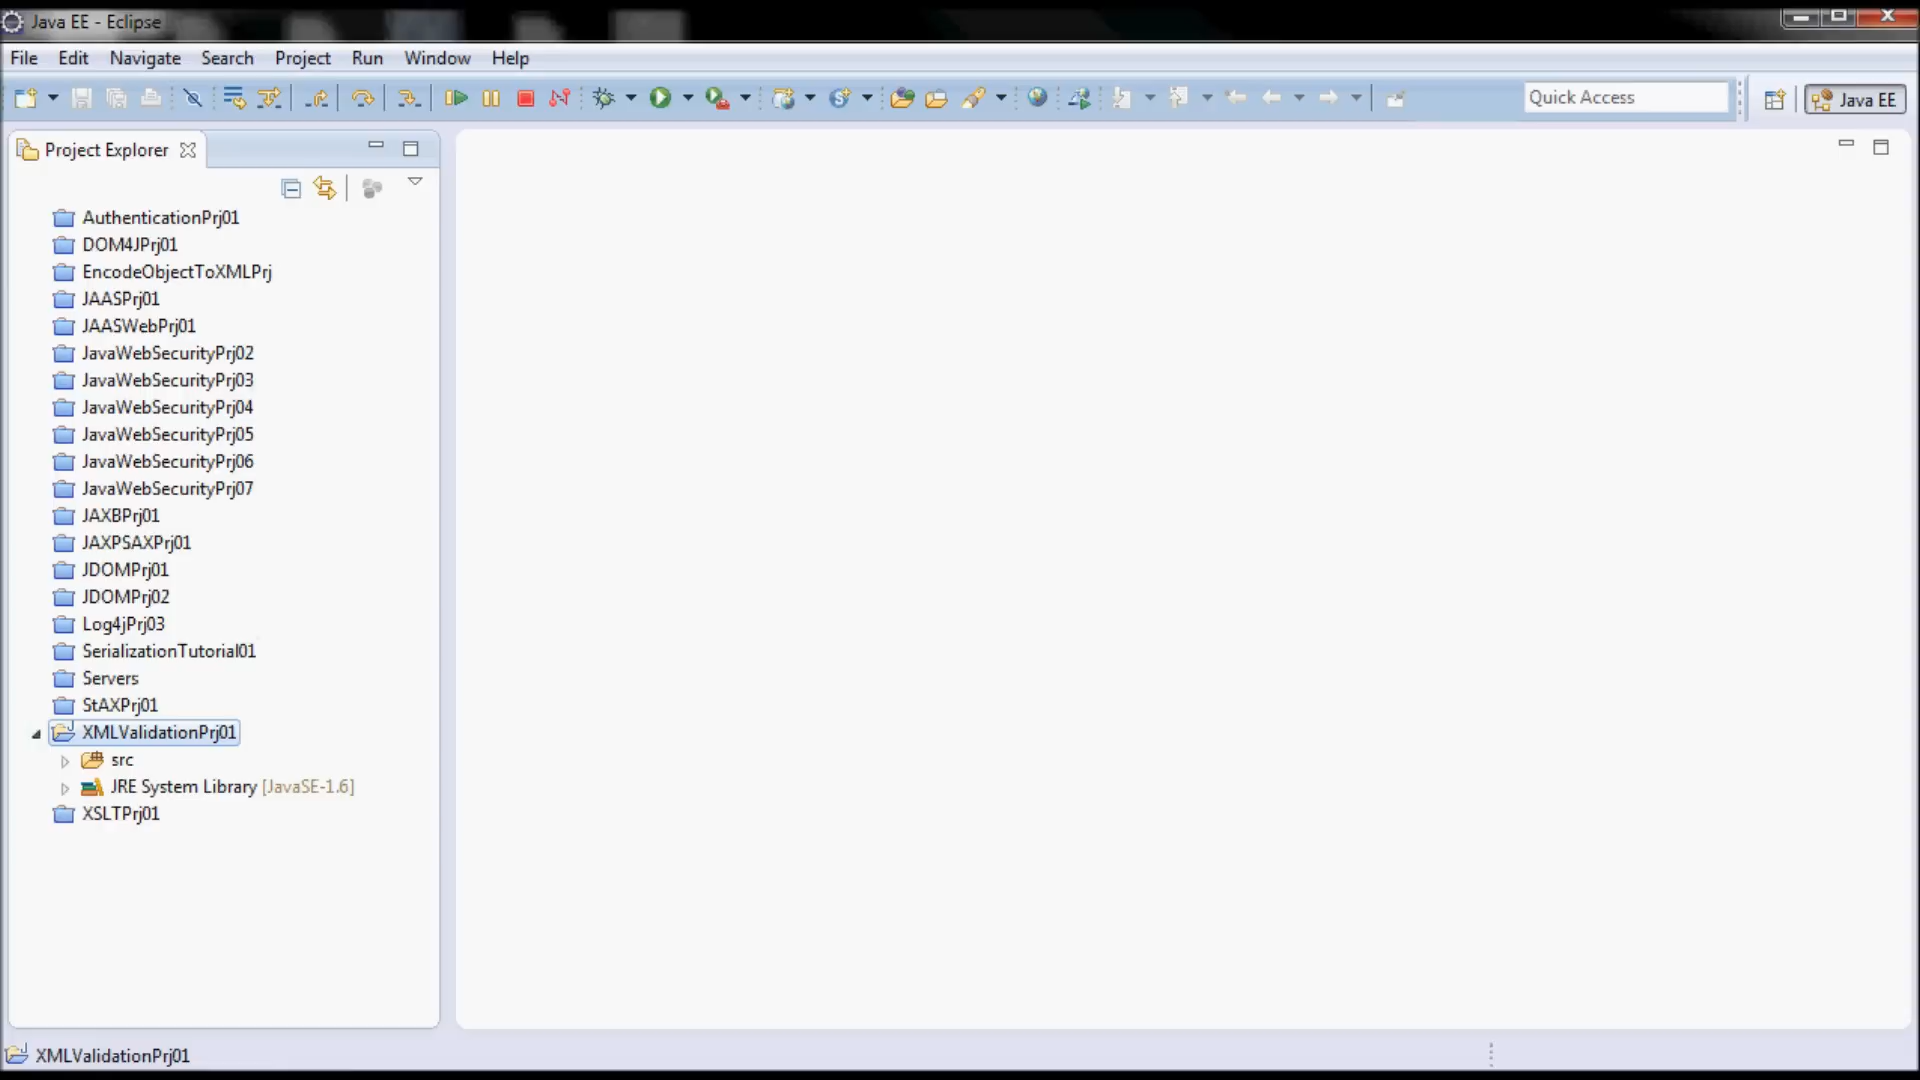 Java EE - Eclipse
File Edit Navigate Search Project Run Window Help
Quick Access
Java EE
Project Explorer
AuthenticationPrj01
DOM4JPrj01
EncodeObjectToXMLPrj
JAASPrj01
JAASWebPrj01
JavaWebSecurityPrj02
JavaWebSecurityPrj03
JavaWebSecurityPrj04
JavaWebSecurityPrj05
JavaWebSecurityPrj06
JavaWebSecurityPrj07
JAXBPrj01
JAXPSAXPrj01
JDOMPrj01
JDOMPrj02
Log4jPrj03
SerializationTutorial01
Servers
StAXPrj01
XMLValidationPrj01
src
JRE System Library [JavaSE-1.6]
XSLTPrj01
XMLValidationPrj01